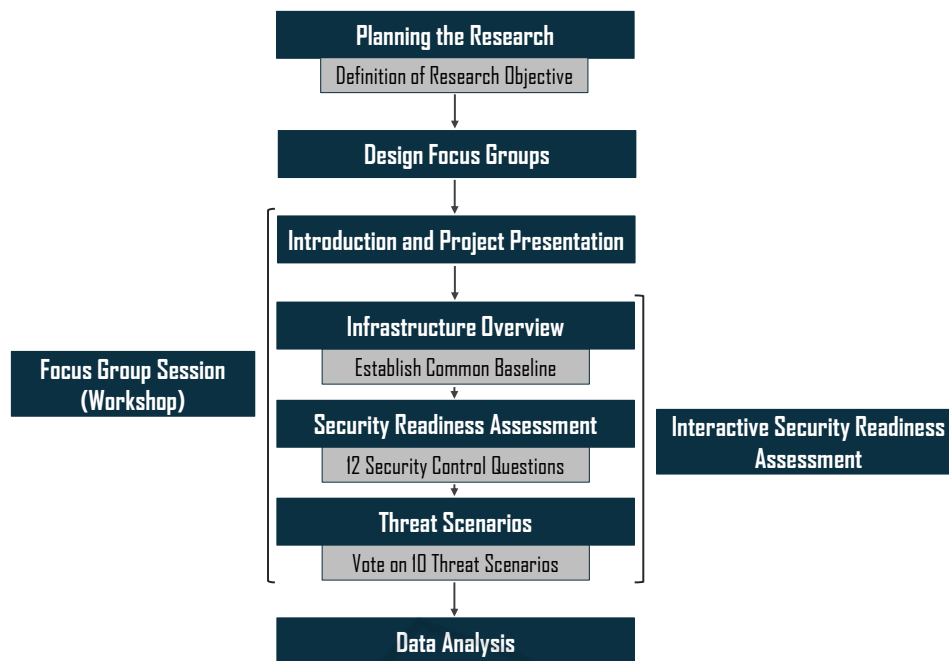 Planning the Research
Definition of Research Objective
Design Focus Groups
Introduction and Project Presentation
Infrastructure Overview
Establish Common Baseline
Focus Group Session
(Workshop)
Security Readiness Assessment
12 Security Control Questions
Interactive Security Readiness
Assessment
Threat Scenarios
Vote on 10 Threat Scenarios
Data Analysis